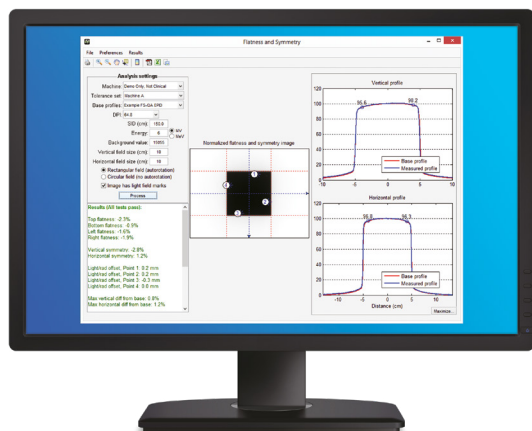 Flatness and Symmetry
File Preferences Results
Analysis settings
Machine: Demo Only, Not Clinical
Tolerance set: Machine A
Base profiles: Example FS-QA SRD
DPI:
SID (cm):
Energy: 6 MV
MeV
Background value:
Vertical field size (cm): 10
Horizontal field size (cm): 10
Rectangular field (autorotation)
Circular field (no autorotation)
Image has light field marks
Process
Results (All tests pass):
Top flatness: -2.3%
Bottom flatness: -0.9%
Left flatness: -1.6%
Right flatness: -1.9%
Vertical symmetry: -2.8%
Horizontal symmetry: 1.2%
Light/rad offset, Point 1: 0.2 mm
Light/rad offset, Point 2: 0.2 mm
Light/rad offset, Point 3: -0.3 mm
Light/rad offset, Point 4: 0.0 mm
Max vertical diff from base: 0.8%
Max horizontal diff from base: 1.2%
Normalized flatness and symmetry image
1
2
3
4
Vertical profile
120
100
80
60
40
20
0
95.6
98.2
Base profile
Measured profile
-10
-5
0
5
10
Horizontal profile
120
100
80
60
40
20
0
96.3
Base profile
Measured profile
-10
-5
0
5
10
Distance (cm)
Maximize...